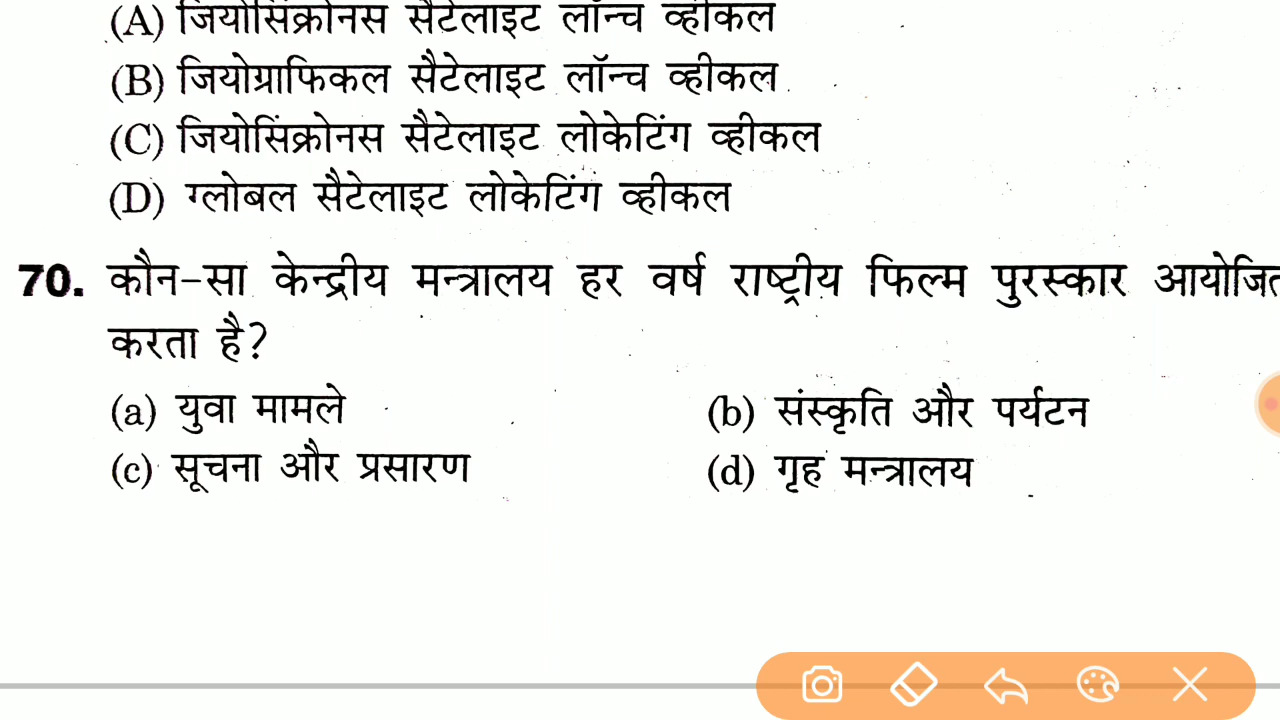 (A) जियोसिंक्रोनस सैटेलाइट लॉन्च व्हीकल
(B) जियोग्राफिकल सैटेलाइट लॉन्च व्हीकल
(C) जियोसिंक्रोनस सैटेलाइट लोकेटिंग व्हीकल
(D) ग्लोबल सैटेलाइट लोकेटिंग व्हीकल
70. कौन-सा केन्द्रीय मन्त्रालय हर वर्ष राष्ट्रीय फिल्म पुरस्कार आयोजित
करता है?
(a) युवा मामले (b) संस्कृति और पर्यटन
(c) सूचना और प्रसारण (d) गृह मन्त्रालय